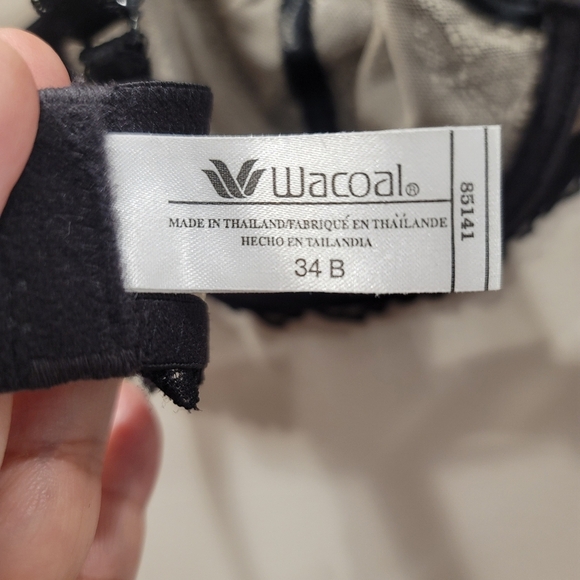 Wacoal®
MADE IN THAILAND/FABRIQUÉ EN THAÏLANDE
HECHO EN TAILANDIA
34 B
85141